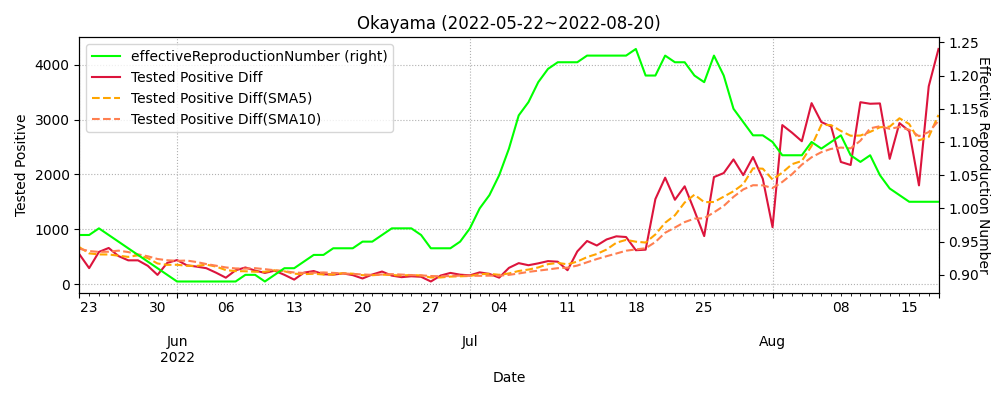 Okayama (2022-05-22~2022-08-20)
effectiveReproductionNumber (right)
Tested Positive Diff
Tested Positive Diff(SMA5)
Tested Positive Diff(SMA10)
Tested Positive
4000
3000
2000
1000
0
1.25
1.20
1.15
1.10
1.05
1.00
0.95
0.90
Effective Reproduction Number
23 30 06 13 20 27 04 11 18 25 08 15
Jun Jul Aug
2022
Date